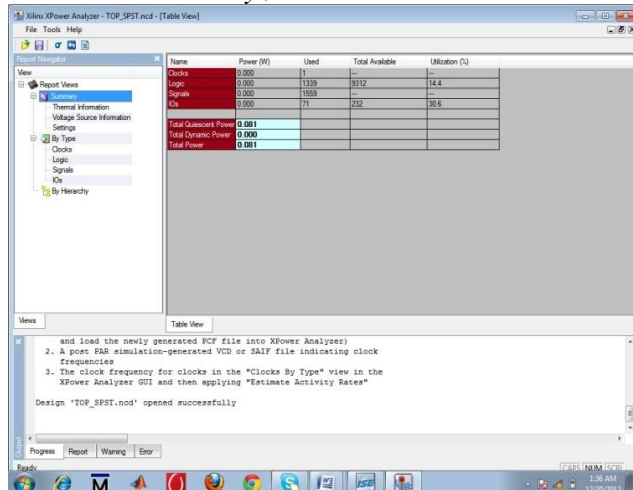 Xilinx XPower Analyzer - TOP_SPST.ncd - [Table View]
File Tools Help
Report Navigator
View
Report Views
Summary
Thermal Information
Voltage Source Information
Settings
By Type
Clocks
Logic
Signals
IOs
By Hierarchy
Views
Name Power (W) Used Total Available Utilization (%)
Clocks 0.000 1 --- ---
Logic 0.000 1339 9312 14.4
Signals 0.000 1559 --- ---
IOs 0.000 71 232 30.6
Total Quiescent Power 0.081
Total Dynamic Power 0.000
Total Power 0.081
Table View
and load the newly generated PCF file into XPower Analyzer)
2. A post PAR simulation-generated VCD or SAIF file indicating clock
frequencies
3. The clock frequency for clocks in the "Clocks By Type" view in the
XPower Analyzer GUI and then applying "Estimate Activity Rates"
Design 'TOP_SPST.ncd' opened successfully
Output
Progress Report Warning Error
Ready
CAPS NUM SCRL
M
ISE
1:36 AM